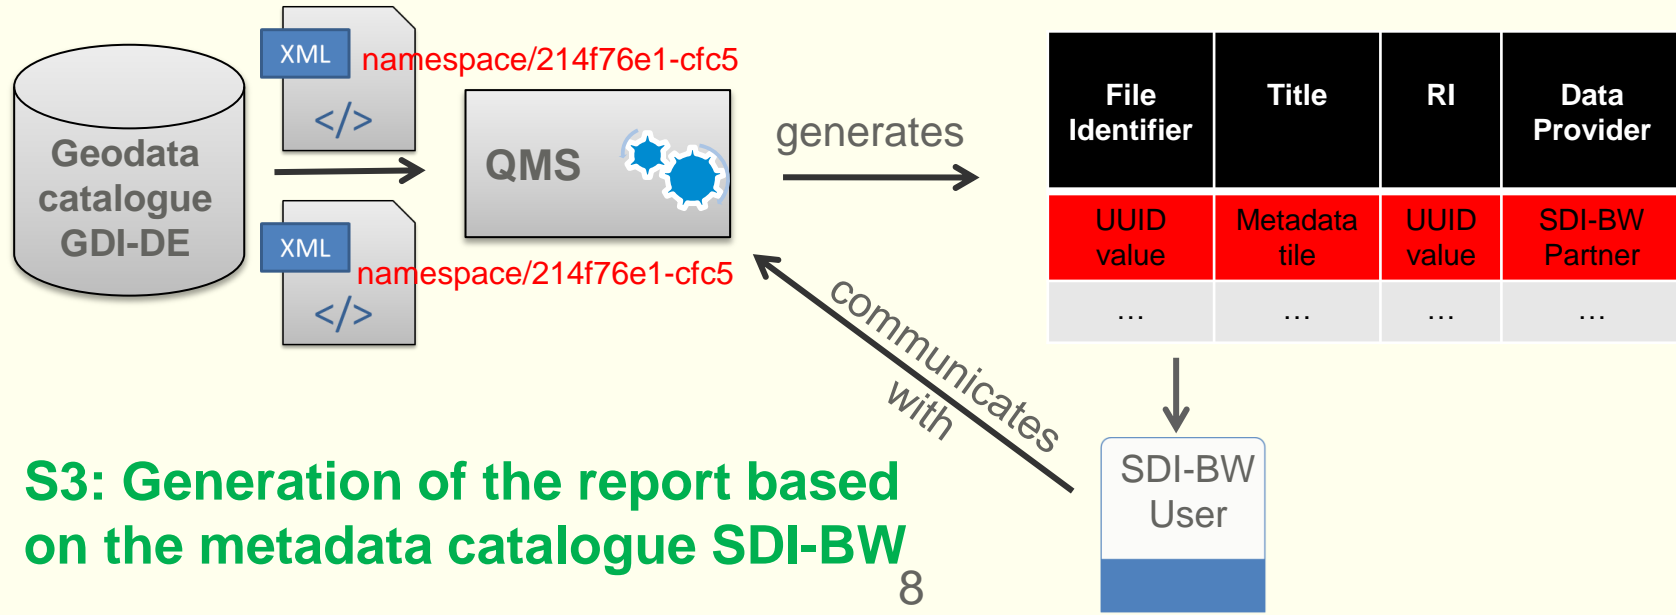 XML
namespace/214f76e1-cfc5
</>
Geodata
catalogue
GDI-DE
XML
namespace/214f76e1-cfc5
</>
QMS
generates
File
Identifier
Title
RI
Data
Provider
UUID
value
Metadata
tile
UUID
value
SDI-BW
Partner
…
…
…
…
communicates
with
SDI-BW
User
S3: Generation of the report based
on the metadata catalogue SDI-BW
8